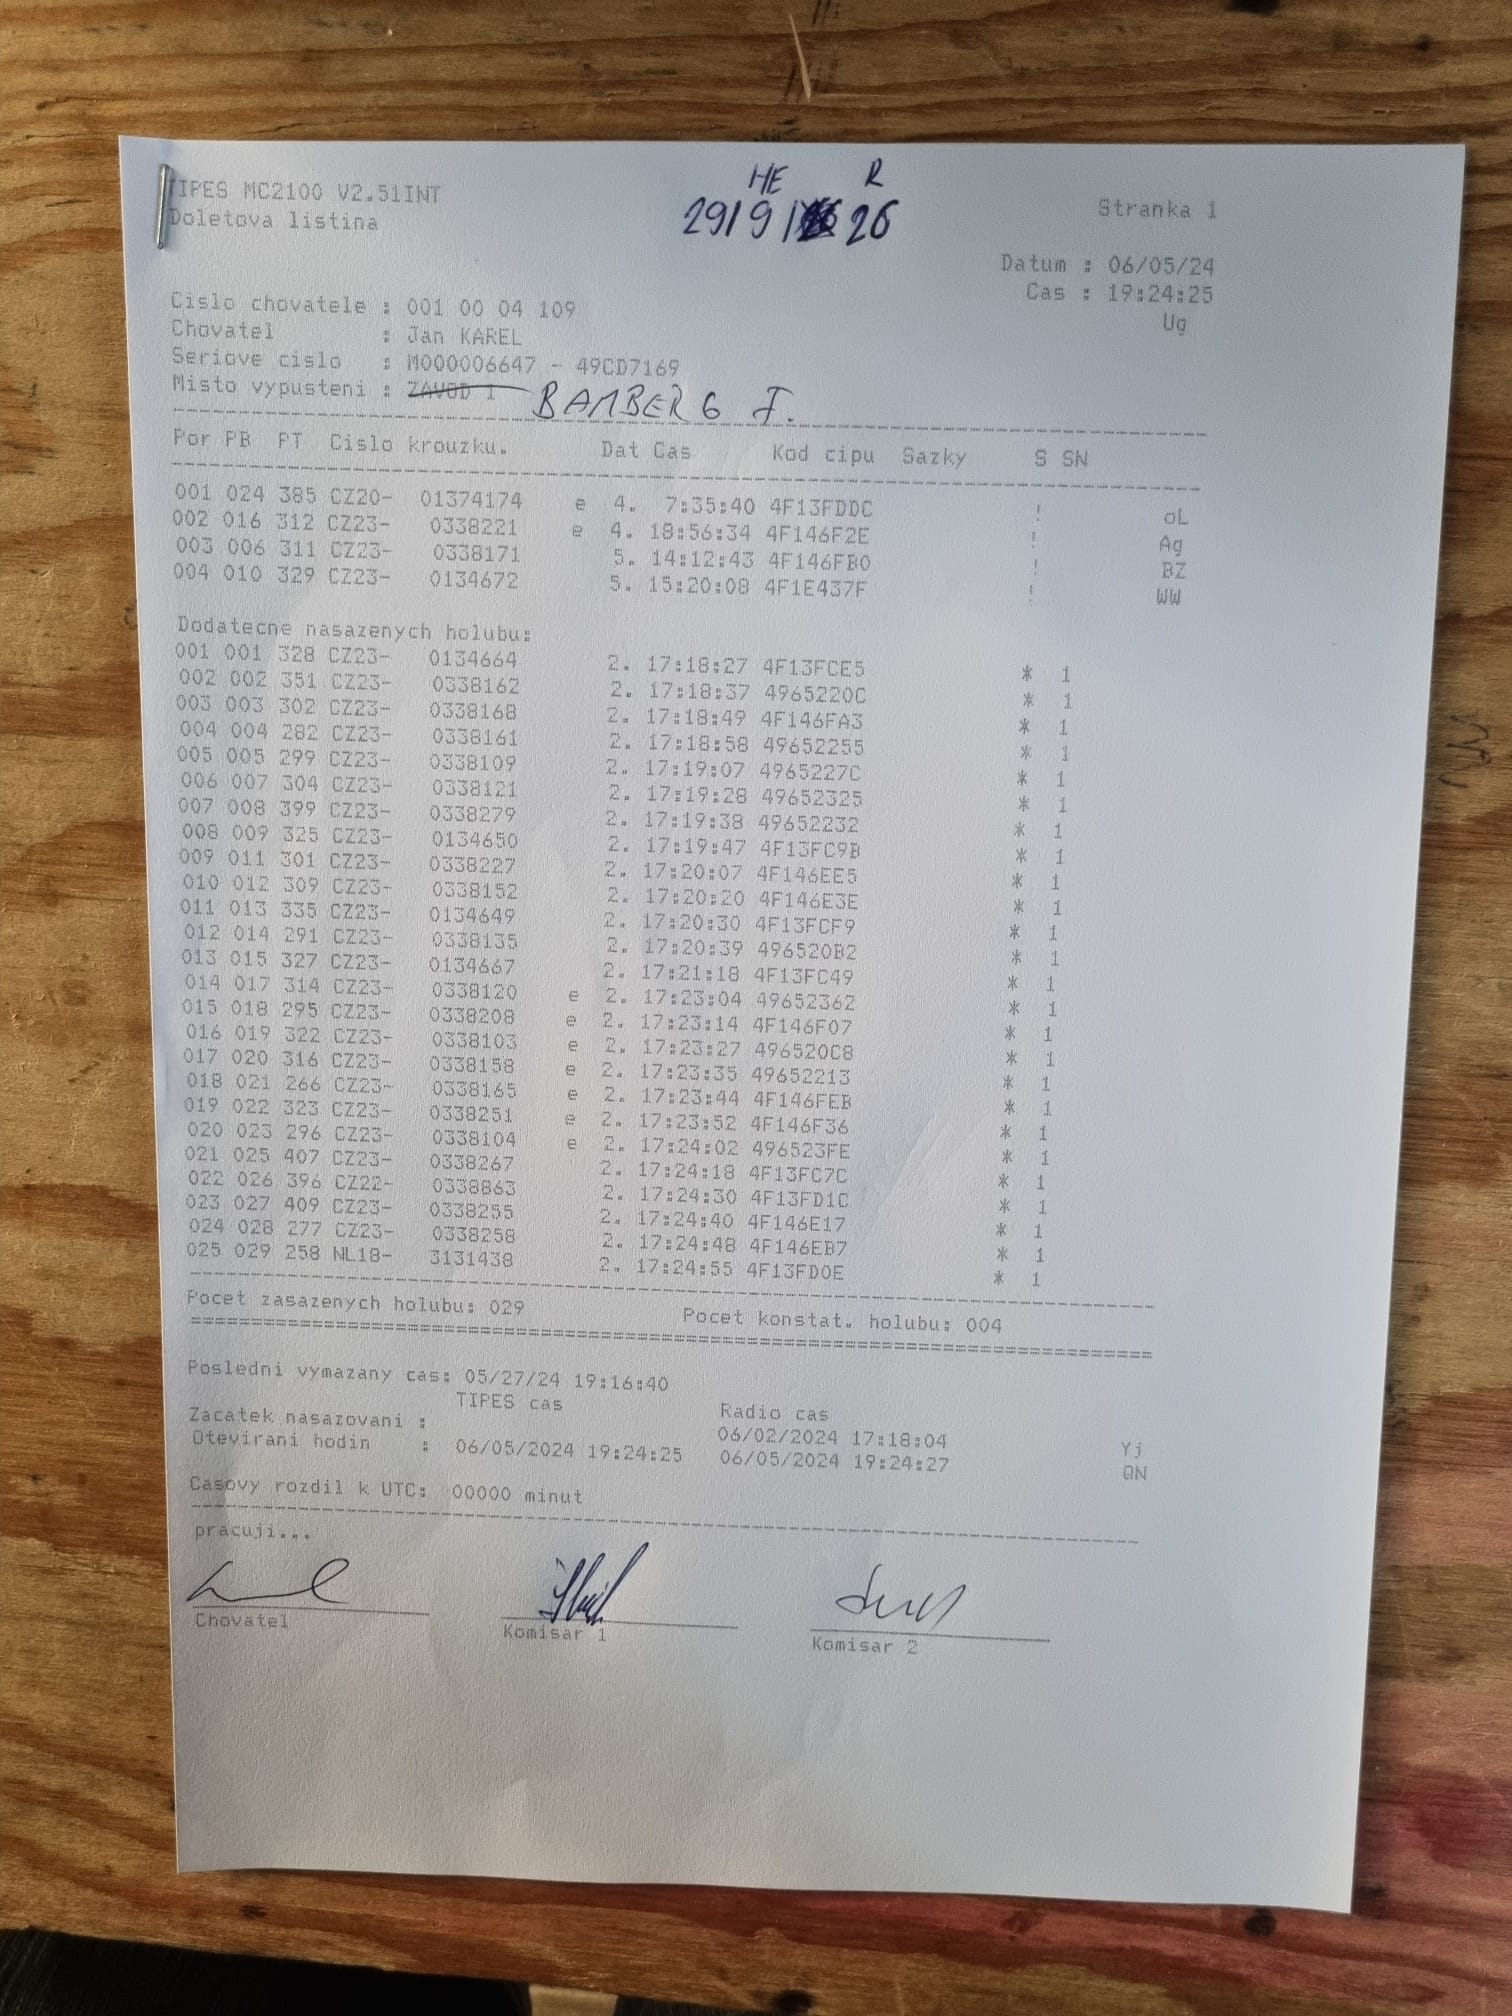 HE R
TIPES MC2100 V2.51INT 29/9/ 26 Stranka 1
Doletova listina
Datum : 06/05/24
Cas : 19:24:25
Ug
Cislo chovatele : 001 00 04 109
Chovatel : Jan KAREL
Seriove cislo : M000006647 - 49CD7169
Misto vypusteni : ZAVOD 1 BAMBERG I.
Por PB PT Cislo krouzku. Dat Cas Kod cipu Sazky S SN
001 024 385 CZ20- 01374174 e 4. 7:35:40 4F13FDDC ! oL
002 016 312 CZ23- 0338221 e 4. 18:56:34 4F146F2E ! Ag
003 006 311 CZ23- 0338171 5. 14:12:43 4F146FB0 ! BZ
004 010 329 CZ23- 0134672 5. 15:20:08 4F1E437F ! WW
Dodatecne nasazenych holubu:
001 001 328 CZ23- 0134664 2. 17:18:27 4F13FCE5 * 1
002 002 351 CZ23- 0338162 2. 17:18:37 4965220C * 1
003 003 302 CZ23- 0338168 2. 17:18:49 4F146FA3 * 1
004 004 282 CZ23- 0338161 2. 17:18:58 49652255 * 1
005 005 299 CZ23- 0338109 2. 17:19:07 4965227C * 1
006 007 304 CZ23- 0338121 2. 17:19:28 49652325 * 1
007 008 399 CZ23- 0338279 2. 17:19:38 49652232 * 1
008 009 325 CZ23- 0134650 2. 17:19:47 4F13FC9B * 1
009 011 301 CZ23- 0338227 2. 17:20:07 4F146EE5 * 1
010 012 309 CZ23- 0338152 2. 17:20:20 4F146E3E * 1
011 013 335 CZ23- 0134649 2. 17:20:30 4F13FCF9 * 1
012 014 291 CZ23- 0338135 2. 17:20:39 496520B2 * 1
013 015 327 CZ23- 0134667 2. 17:21:18 4F13FC49 * 1
014 017 314 CZ23- 0338120 e 2. 17:23:04 49652362 * 1
015 018 295 CZ23- 0338208 e 2. 17:23:14 4F146F07 * 1
016 019 322 CZ23- 0338103 e 2. 17:23:27 496520C8 * 1
017 020 316 CZ23- 0338158 e 2. 17:23:35 49652213 * 1
018 021 266 CZ23- 0338165 e 2. 17:23:44 4F146FEB * 1
019 022 323 CZ23- 0338251 e 2. 17:23:52 4F146F36 * 1
020 023 296 CZ23- 0338104 e 2. 17:24:02 496523FE * 1
021 025 407 CZ23- 0338267 2. 17:24:18 4F13FC7C * 1
022 026 396 CZ22- 0338863 2. 17:24:30 4F13FD1C * 1
023 027 409 CZ23- 0338255 2. 17:24:40 4F146E17 * 1
024 028 277 CZ23- 0338258 2. 17:24:48 4F146EB7 * 1
025 029 258 NL18- 3131438 2. 17:24:55 4F13FD0E * 1
Pocet zasazenych holubu: 029 Pocet konstat. holubu: 004
Posledni vymazany cas: 05/27/24 19:16:40
TIPES cas Radio cas
Zacatek nasazovani : 06/02/2024 17:18:04 Yj
Otevirani hodin : 06/05/2024 19:24:25 06/05/2024 19:24:27 QN
Casovy rozdil k UTC: 00000 minut
pracuji...
Chovatel Komisar 1 Komisar 2